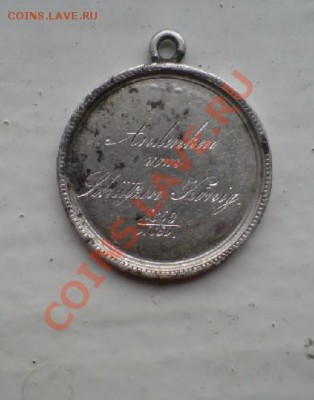 COINS.LAVE.RU
Andenken
vom
Schützen König
COINS.LAVE.RU